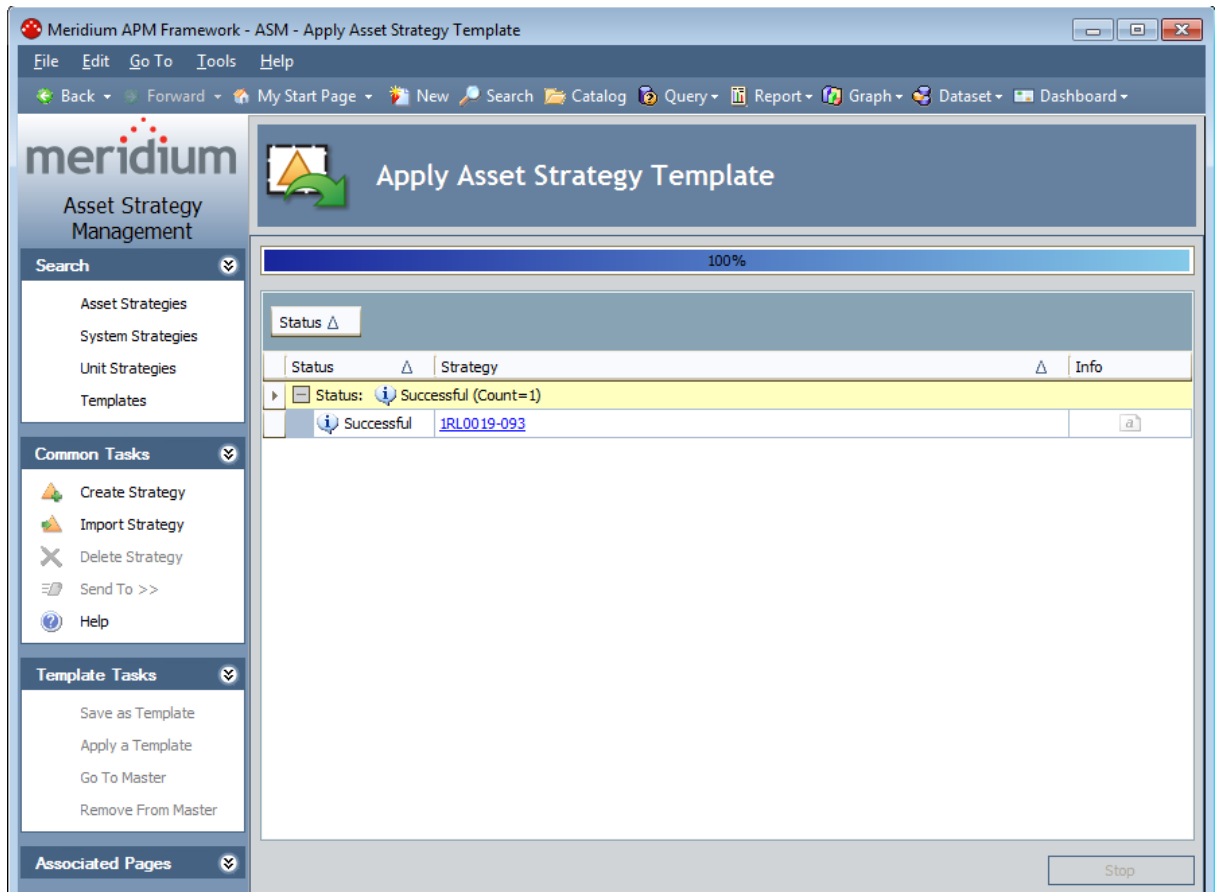 Meridium APM Framework - ASM - Apply Asset Strategy Template
File Edit Go To Tools Help
Back Forward My Start Page New Search Catalog Query Report Graph Dataset Dashboard
meridium
Asset Strategy
Management
Apply Asset Strategy Template
100%
Search
Asset Strategies
System Strategies
Unit Strategies
Templates
Common Tasks
Create Strategy
Import Strategy
Delete Strategy
Send To >>
Help
Template Tasks
Save as Template
Apply a Template
Go To Master
Remove From Master
Associated Pages
Status
Status Strategy Info
Status: Successful (Count=1)
Successful 1RL0019-093 a
Stop